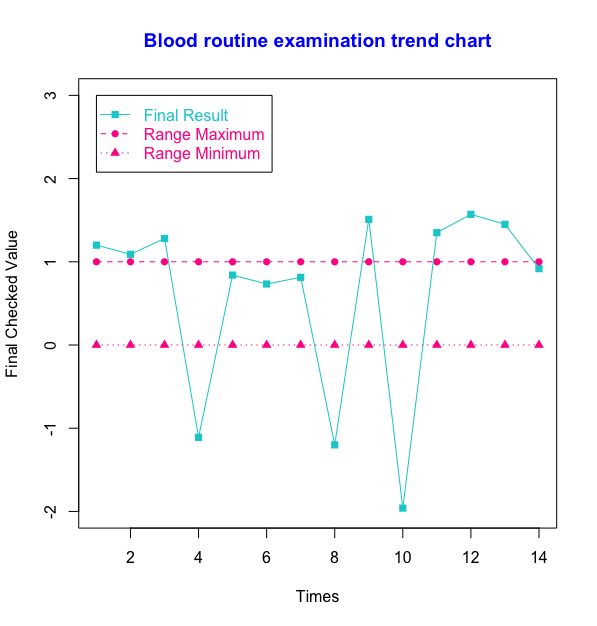 Blood routine examination trend chart
Final Result
Range Maximum
Range Minimum
Final Checked Value
3
2
1
0
-1
-2
2 4 6 8 10 12 14
Times